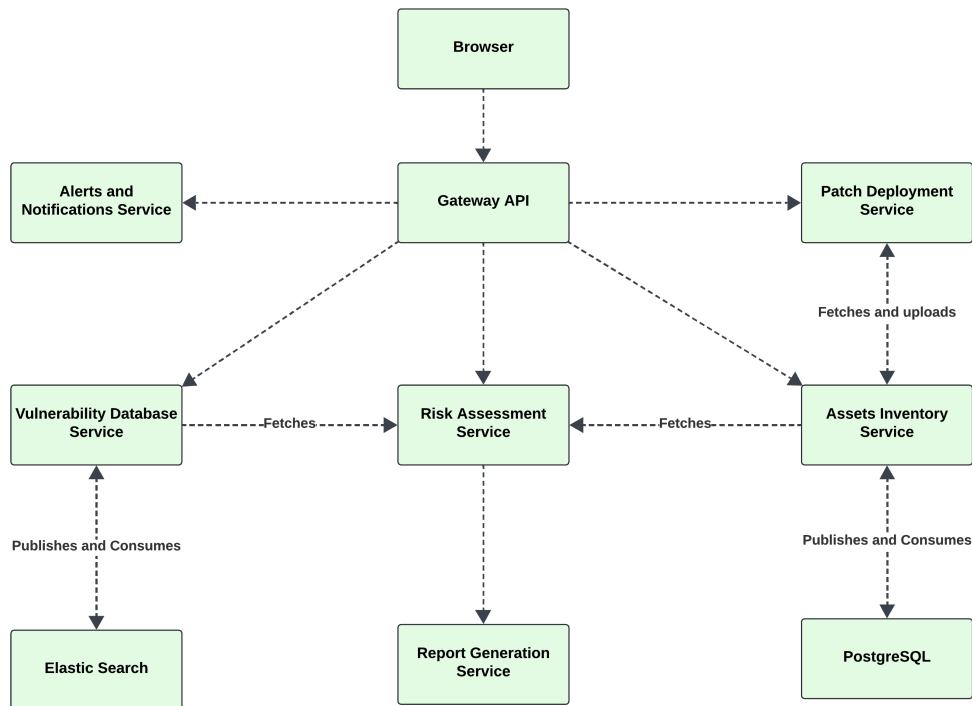 Browser
Alerts and
Notifications Service
Gateway API
Patch Deployment
Service
Fetches and uploads
Vulnerability Database
Service
Fetches
Risk Assessment
Service
Fetches
Assets Inventory
Service
Publishes and Consumes
Publishes and Consumes
Elastic Search
Report Generation
Service
PostgreSQL